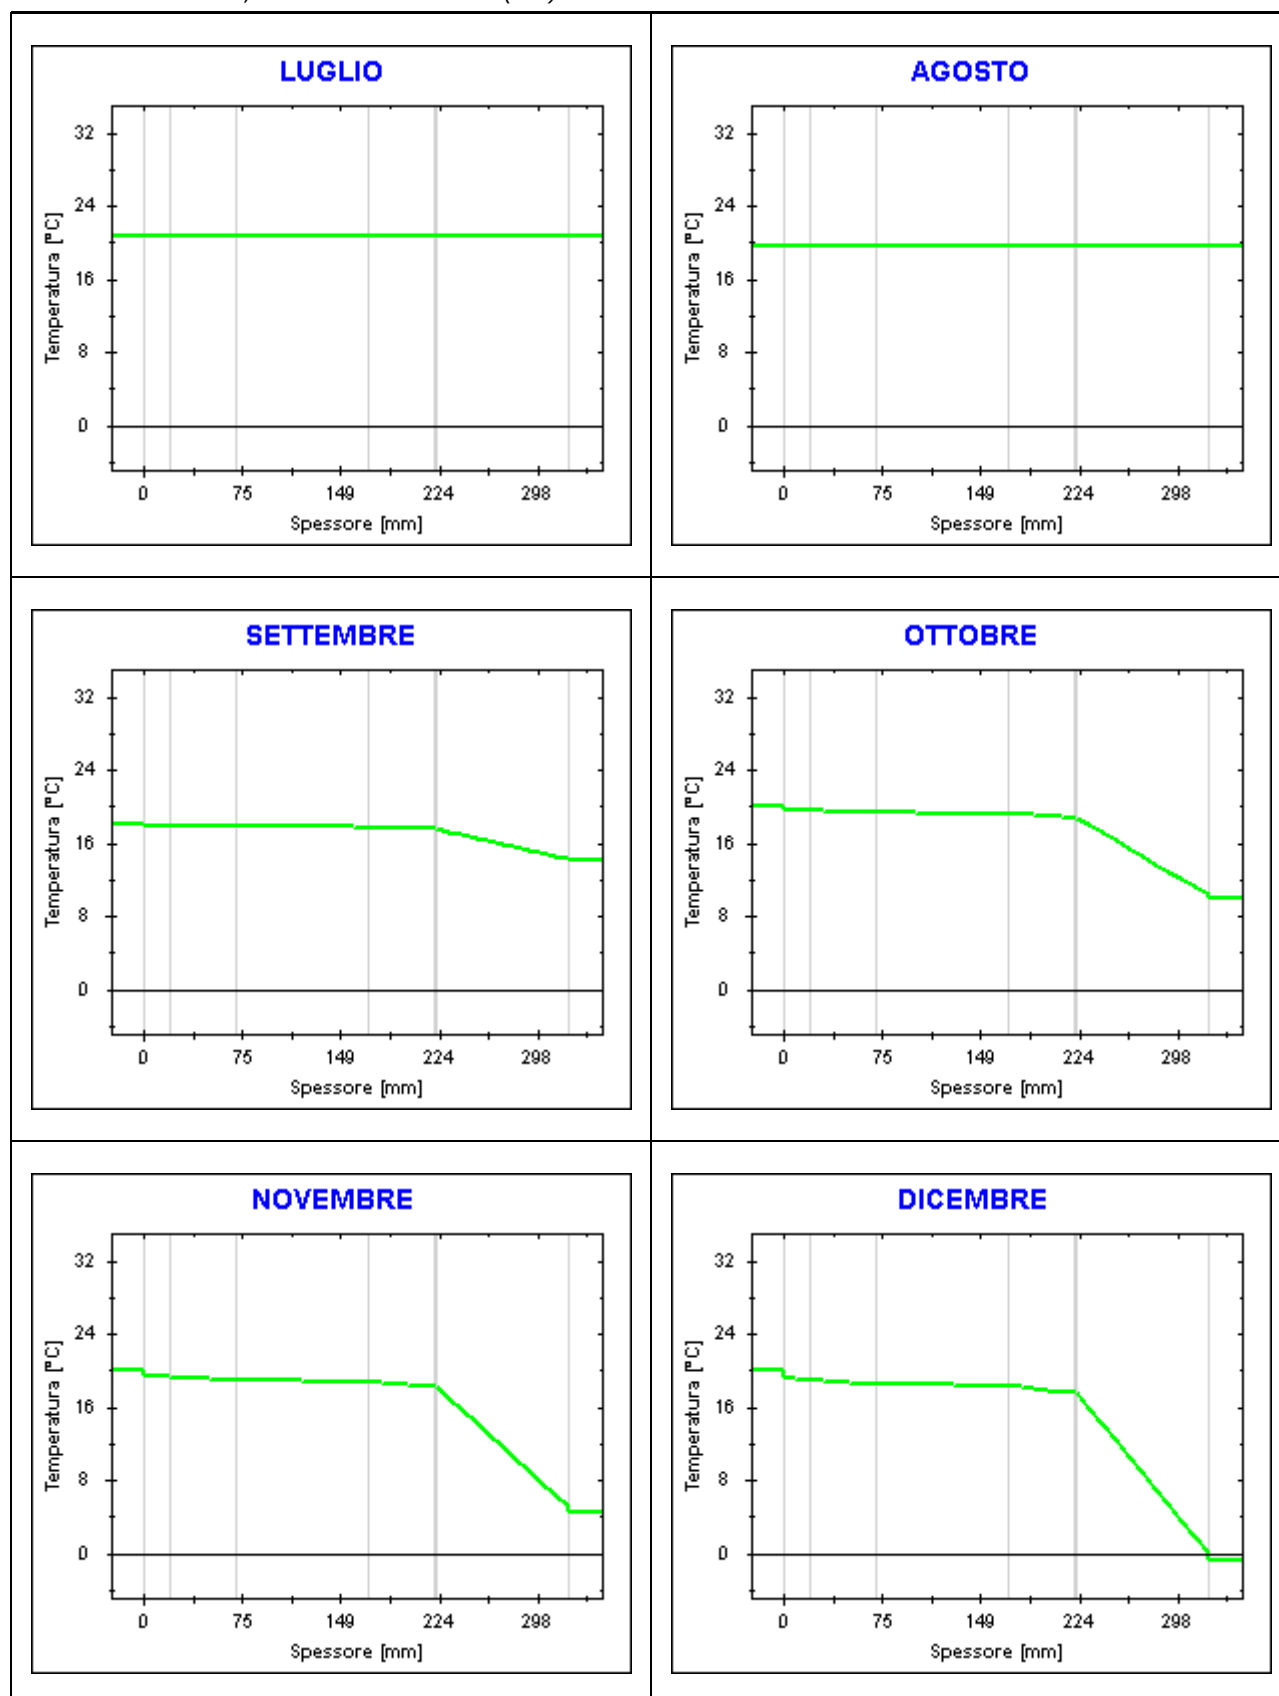 LUGLIO
32
24
16
8
0
Temperatura [°C]
0 75 149 224 298
Spessore [mm]
AGOSTO
32
24
16
8
0
Temperatura [°C]
0 75 149 224 298
Spessore [mm]
SETTEMBRE
32
24
16
8
0
Temperatura [°C]
0 75 149 224 298
Spessore [mm]
OTTOBRE
32
24
16
8
0
Temperatura [°C]
0 75 149 224 298
Spessore [mm]
NOVEMBRE
32
24
16
8
0
Temperatura [°C]
0 75 149 224 298
Spessore [mm]
DICEMBRE
32
24
16
8
0
Temperatura [°C]
0 75 149 224 298
Spessore [mm]